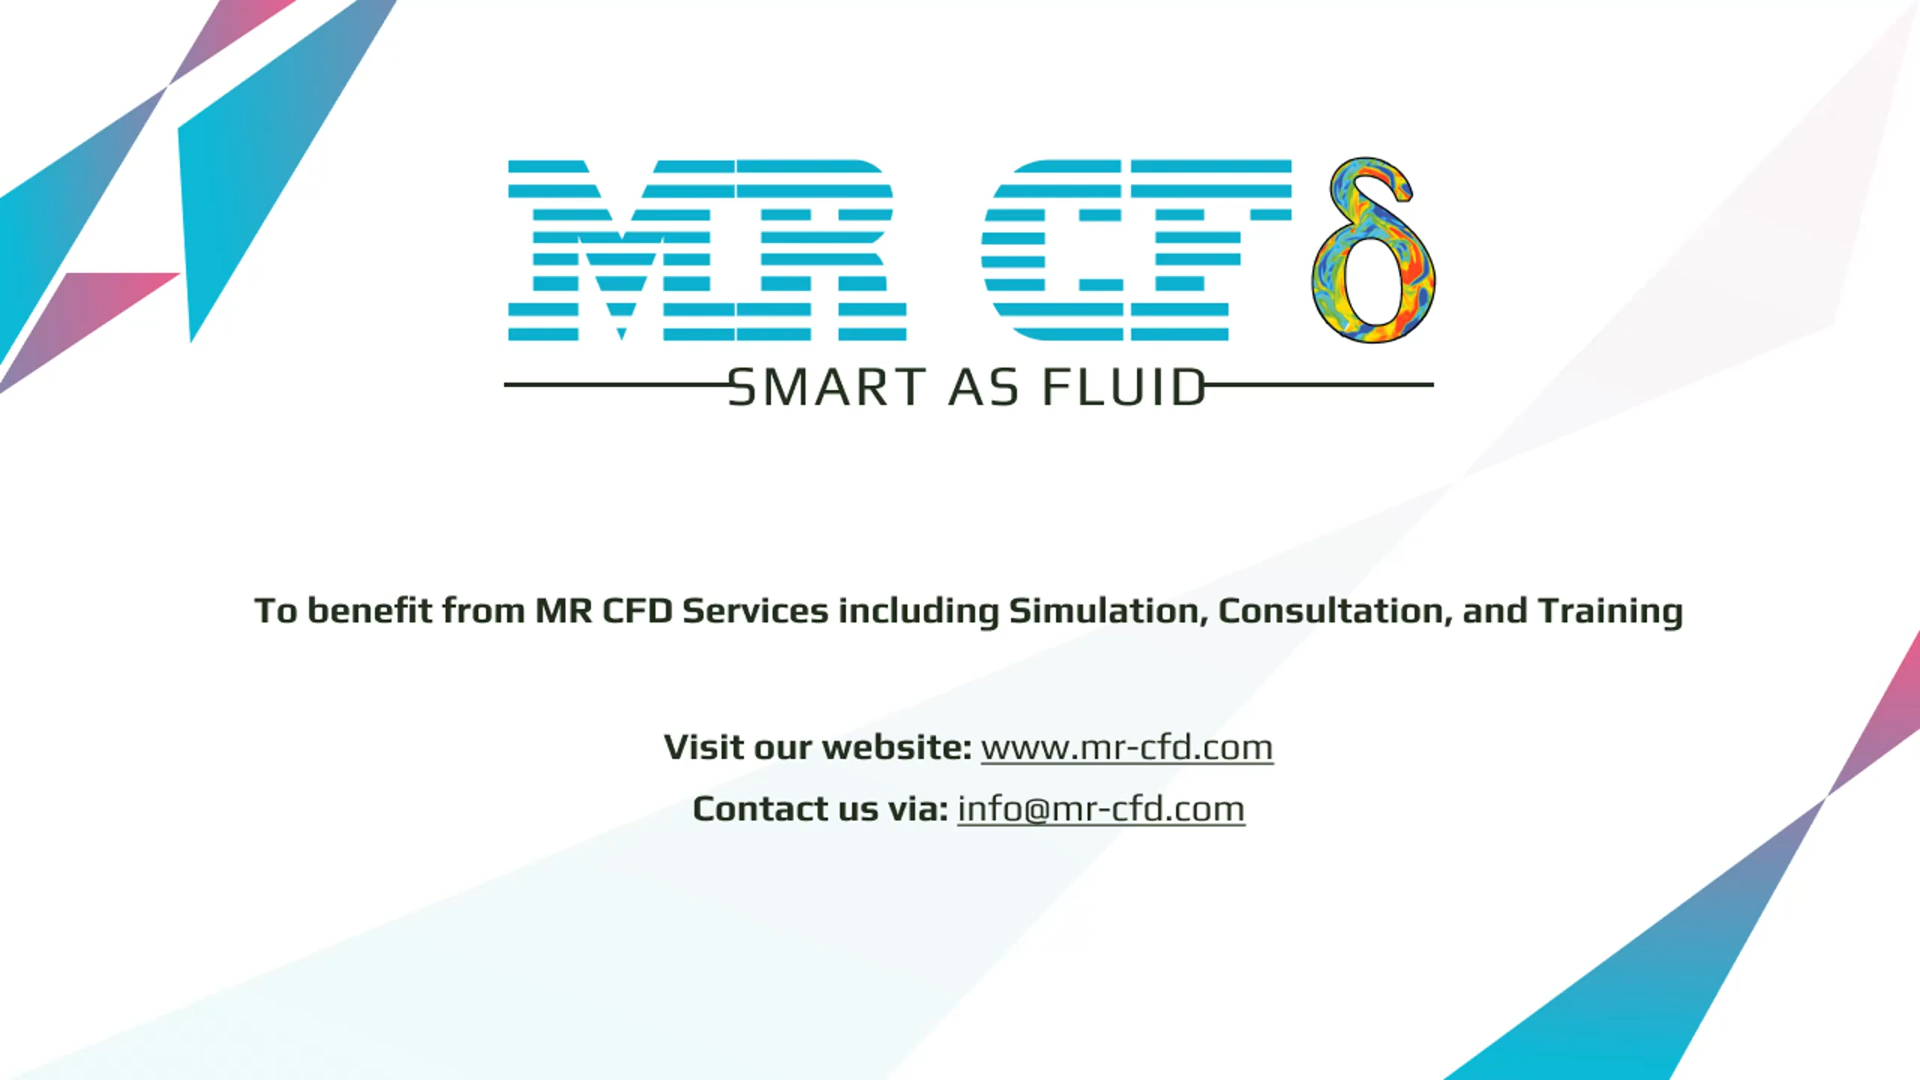 MR CFδ
SMART AS FLUID
To benefit from MR CFD Services including Simulation, Consultation, and Training
Visit our website: www.mr-cfd.com
Contact us via: info@mr-cfd.com